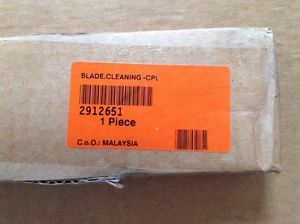 BLADE,CLEANING -CPL
2912651
1 Piece
C.o.O.: MALAYSIA